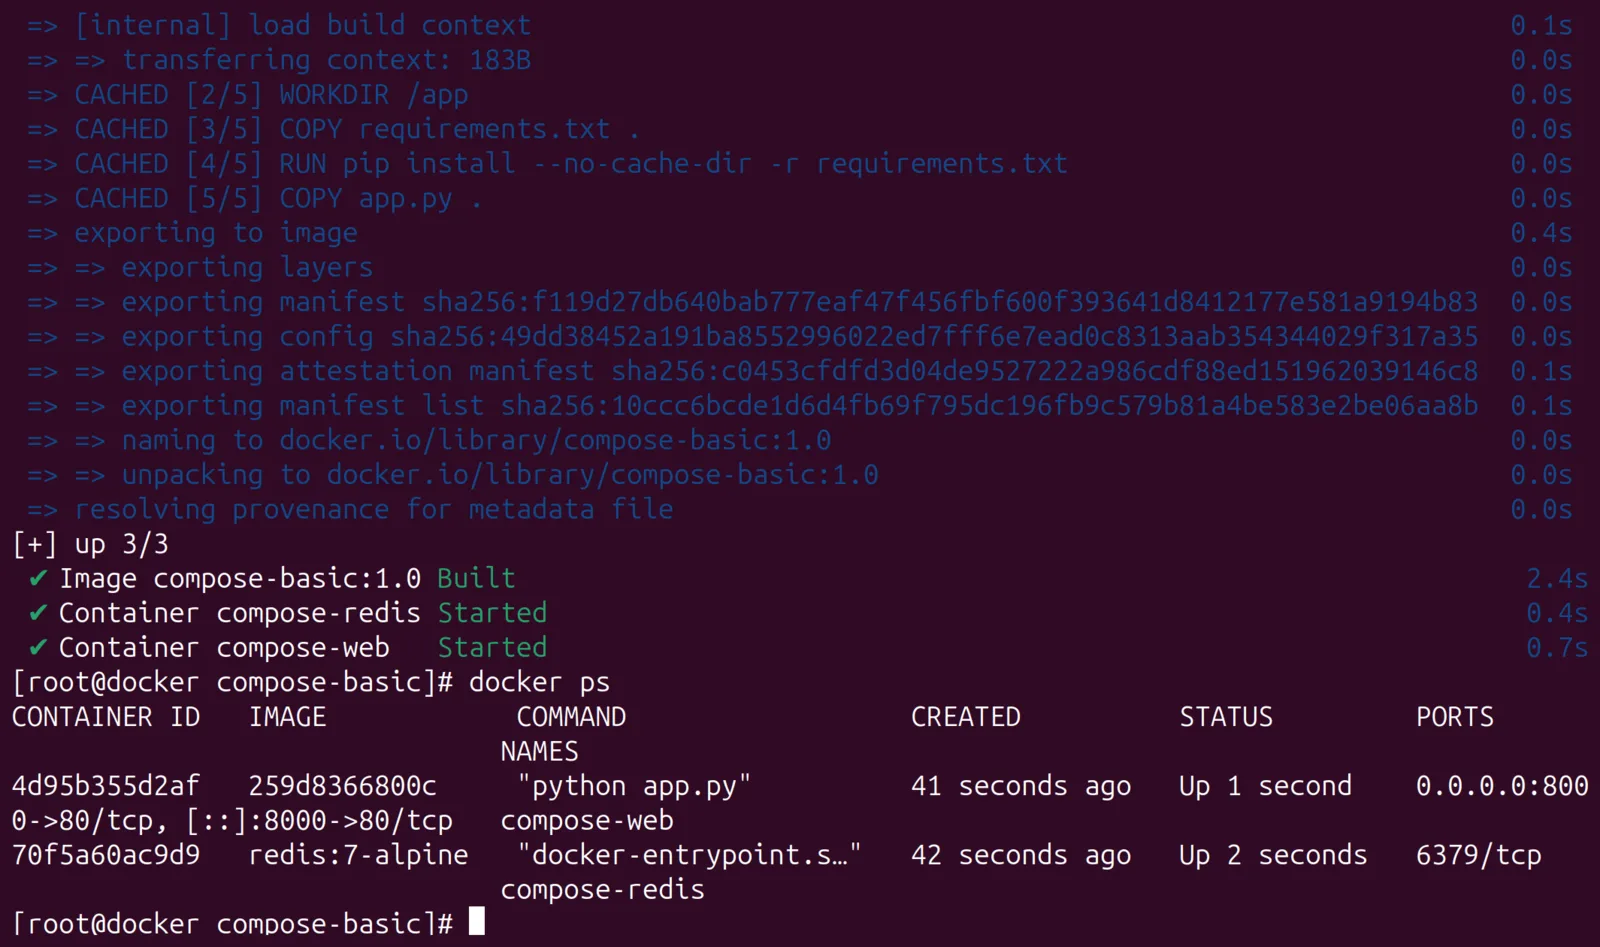 => [internal] load build context 0.1s
=> => transferring context: 183B 0.0s
=> CACHED [2/5] WORKDIR /app 0.0s
=> CACHED [3/5] COPY requirements.txt . 0.0s
=> CACHED [4/5] RUN pip install --no-cache-dir -r requirements.txt 0.0s
=> CACHED [5/5] COPY app.py . 0.0s
=> exporting to image 0.4s
=> => exporting layers 0.0s
=> => exporting manifest sha256:f119d27db640bab777eaf47f456fbf600f393641d8412177e581a9194b83 0.0s
=> => exporting config sha256:49dd38452a191ba8552996022ed7fff6e7ead0c8313aab354344029f317a35 0.0s
=> => exporting attestation manifest sha256:c0453cfdfd3d04de9527222a986cdf88ed151962039146c8 0.1s
=> => exporting manifest list sha256:10ccc6bcde1d6d4fb69f795dc196fb9c579b81a4be583e2be06aa8b 0.1s
=> => naming to docker.io/library/compose-basic:1.0 0.0s
=> => unpacking to docker.io/library/compose-basic:1.0 0.0s
=> resolving provenance for metadata file 0.0s
[+] up 3/3
✔ Image compose-basic:1.0 Built 2.4s
✔ Container compose-redis Started 0.4s
✔ Container compose-web Started 0.7s
[root@docker compose-basic]# docker ps
CONTAINER ID IMAGE COMMAND CREATED STATUS PORTS
NAMES
4d95b355d2af 259d8366800c "python app.py" 41 seconds ago Up 1 second 0.0.0.0:800
0->80/tcp, [::]:8000->80/tcp compose-web
70f5a60ac9d9 redis:7-alpine "docker-entrypoint.s…" 42 seconds ago Up 2 seconds 6379/tcp
compose-redis
[root@docker compose-basic]#